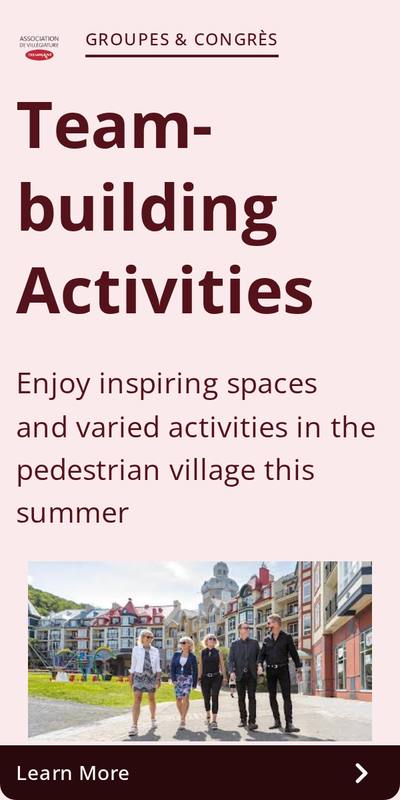 ASSOCIATION
DE VILLÉGIATURE
TREMBLANT
GROUPES & CONGRÈS
Team-
building
Activities
Enjoy inspiring spaces
and varied activities in the
pedestrian village this
summer
Learn More